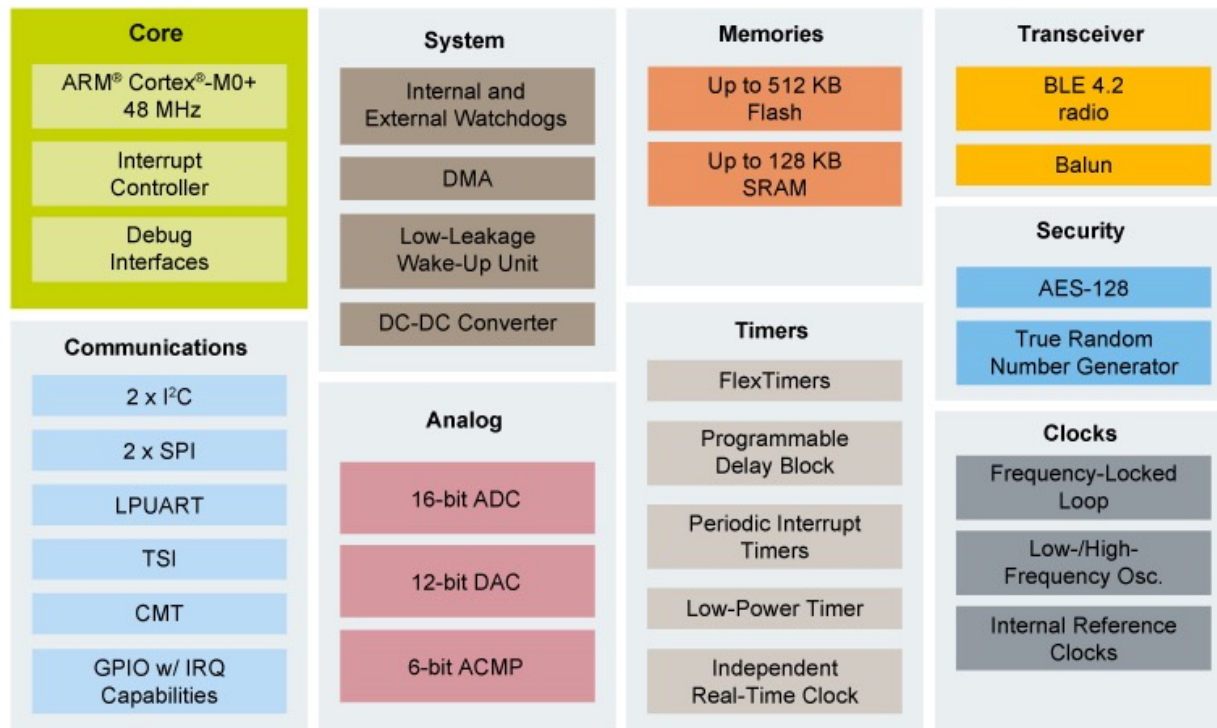 Core
ARM® Cortex®-M0+
48 MHz
Interrupt
Controller
Debug
Interfaces
Communications
2 x I²C
2 x SPI
LPUART
TSI
CMT
GPIO w/ IRQ
Capabilities
System
Internal and
External Watchdogs
DMA
Low-Leakage
Wake-Up Unit
DC-DC Converter
Analog
16-bit ADC
12-bit DAC
6-bit ACMP
Memories
Up to 512 KB
Flash
Up to 128 KB
SRAM
Timers
FlexTimers
Programmable
Delay Block
Periodic Interrupt
Timers
Low-Power Timer
Independent
Real-Time Clock
Transceiver
BLE 4.2
radio
Balun
Security
AES-128
True Random
Number Generator
Clocks
Frequency-Locked
Loop
Low-/High-
Frequency Osc.
Internal Reference
Clocks